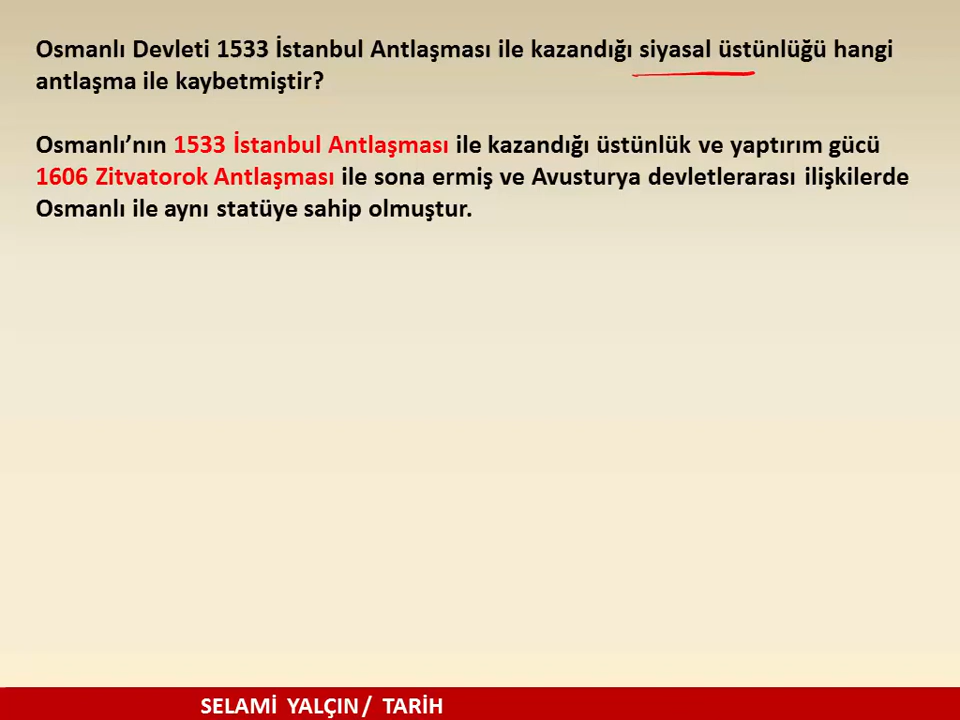 Osmanlı Devleti 1533 İstanbul Antlaşması ile kazandığı siyasal üstünlüğü hangi
antlaşma ile kaybetmiştir?
Osmanlı’nın 1533 İstanbul Antlaşması ile kazandığı üstünlük ve yaptırım gücü
1606 Zitvatorok Antlaşması ile sona ermiş ve Avusturya devletlerarası ilişkilerde
Osmanlı ile aynı statüye sahip olmuştur.
SELAMİ YALÇIN / TARİH